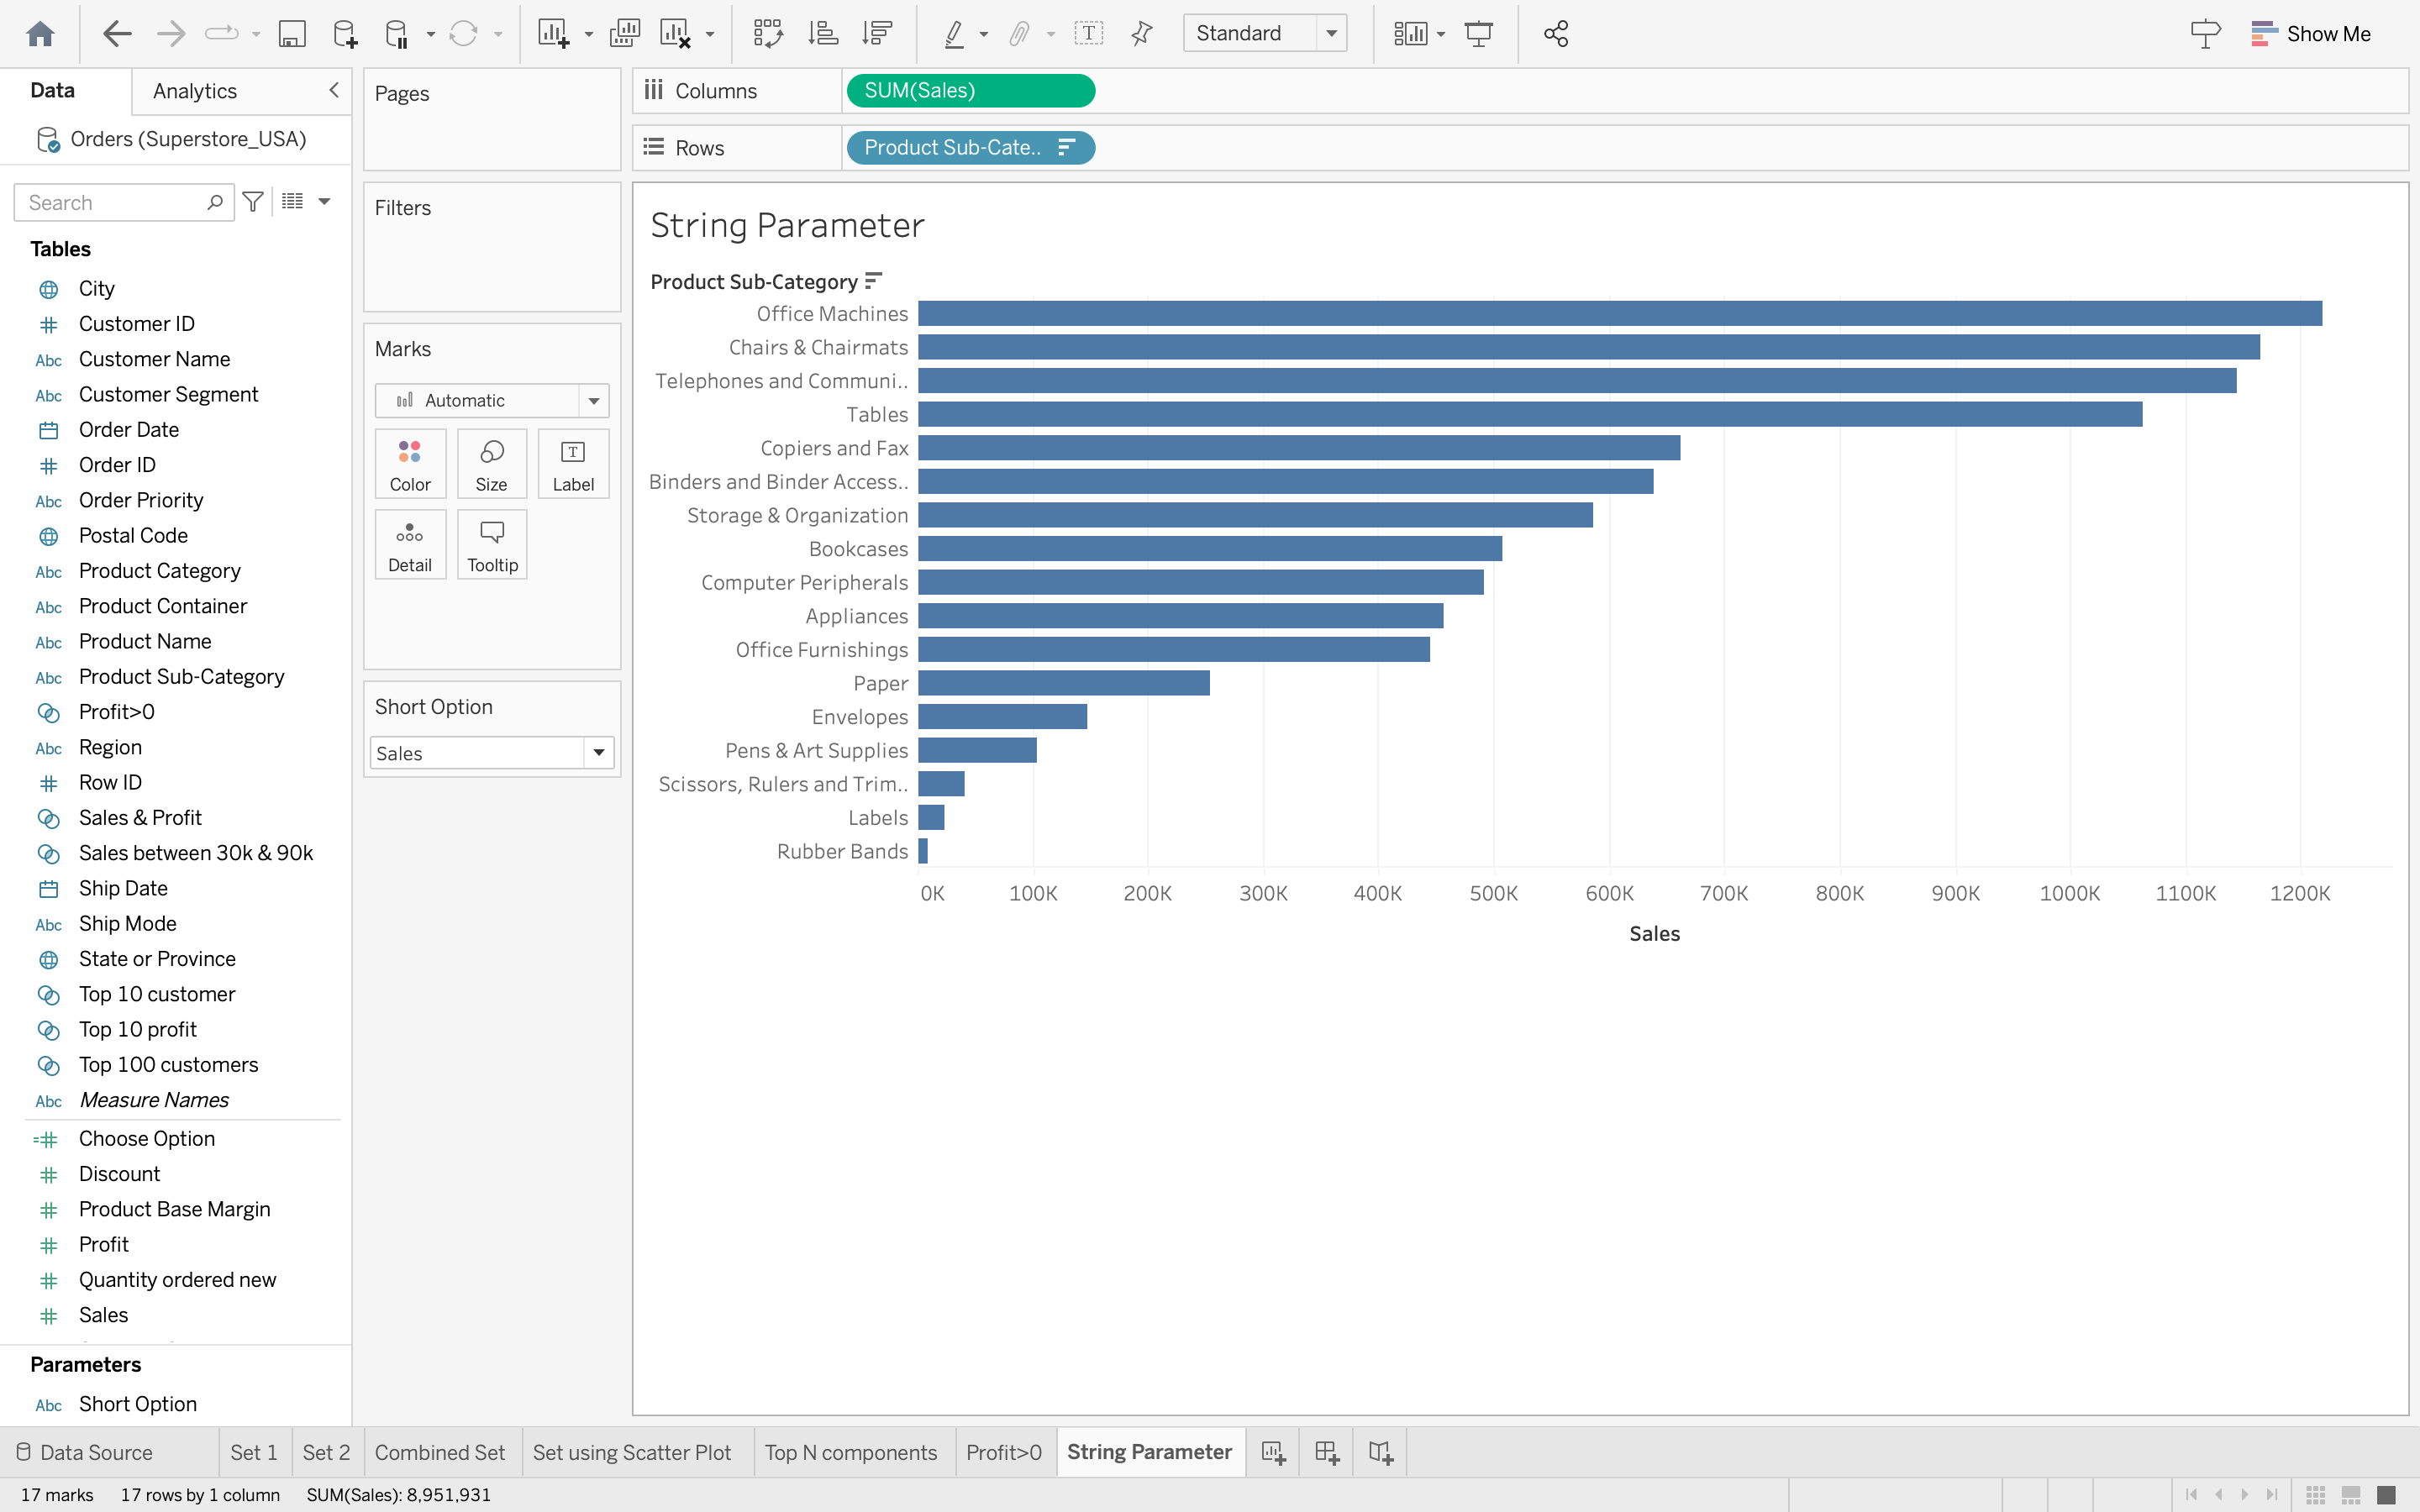 Standard
Show Me
Data
Analytics
Orders (Superstore_USA)
Search
Tables
City
Customer ID
Abc Customer Name
Abc Customer Segment
Order Date
Order ID
Abc Order Priority
Postal Code
Abc Product Category
Abc Product Container
Abc Product Name
Abc Product Sub-Category
Profit>0
Abc Region
Row ID
Sales & Profit
Sales between 30k & 90k
Ship Date
Abc Ship Mode
State or Province
Top 10 customer
Top 10 profit
Top 100 customers
Abc Measure Names
Choose Option
Discount
Product Base Margin
Profit
Quantity ordered new
Sales
Parameters
Abc Short Option
Pages
Filters
Marks
Automatic
Color Size Label
Detail Tooltip
Short Option
Sales
Columns SUM(Sales)
Rows Product Sub-Cate..
String Parameter
Product Sub-Category
Office Machines
Chairs & Chairmats
Telephones and Communi..
Tables
Copiers and Fax
Binders and Binder Access..
Storage & Organization
Bookcases
Computer Peripherals
Appliances
Office Furnishings
Paper
Envelopes
Pens & Art Supplies
Scissors, Rulers and Trim..
Labels
Rubber Bands
0K 100K 200K 300K 400K 500K 600K 700K 800K 900K 1000K 1100K 1200K
Sales
Data Source Set 1 Set 2 Combined Set Set using Scatter Plot Top N components Profit>0 String Parameter
17 marks 17 rows by 1 column SUM(Sales): 8,951,931